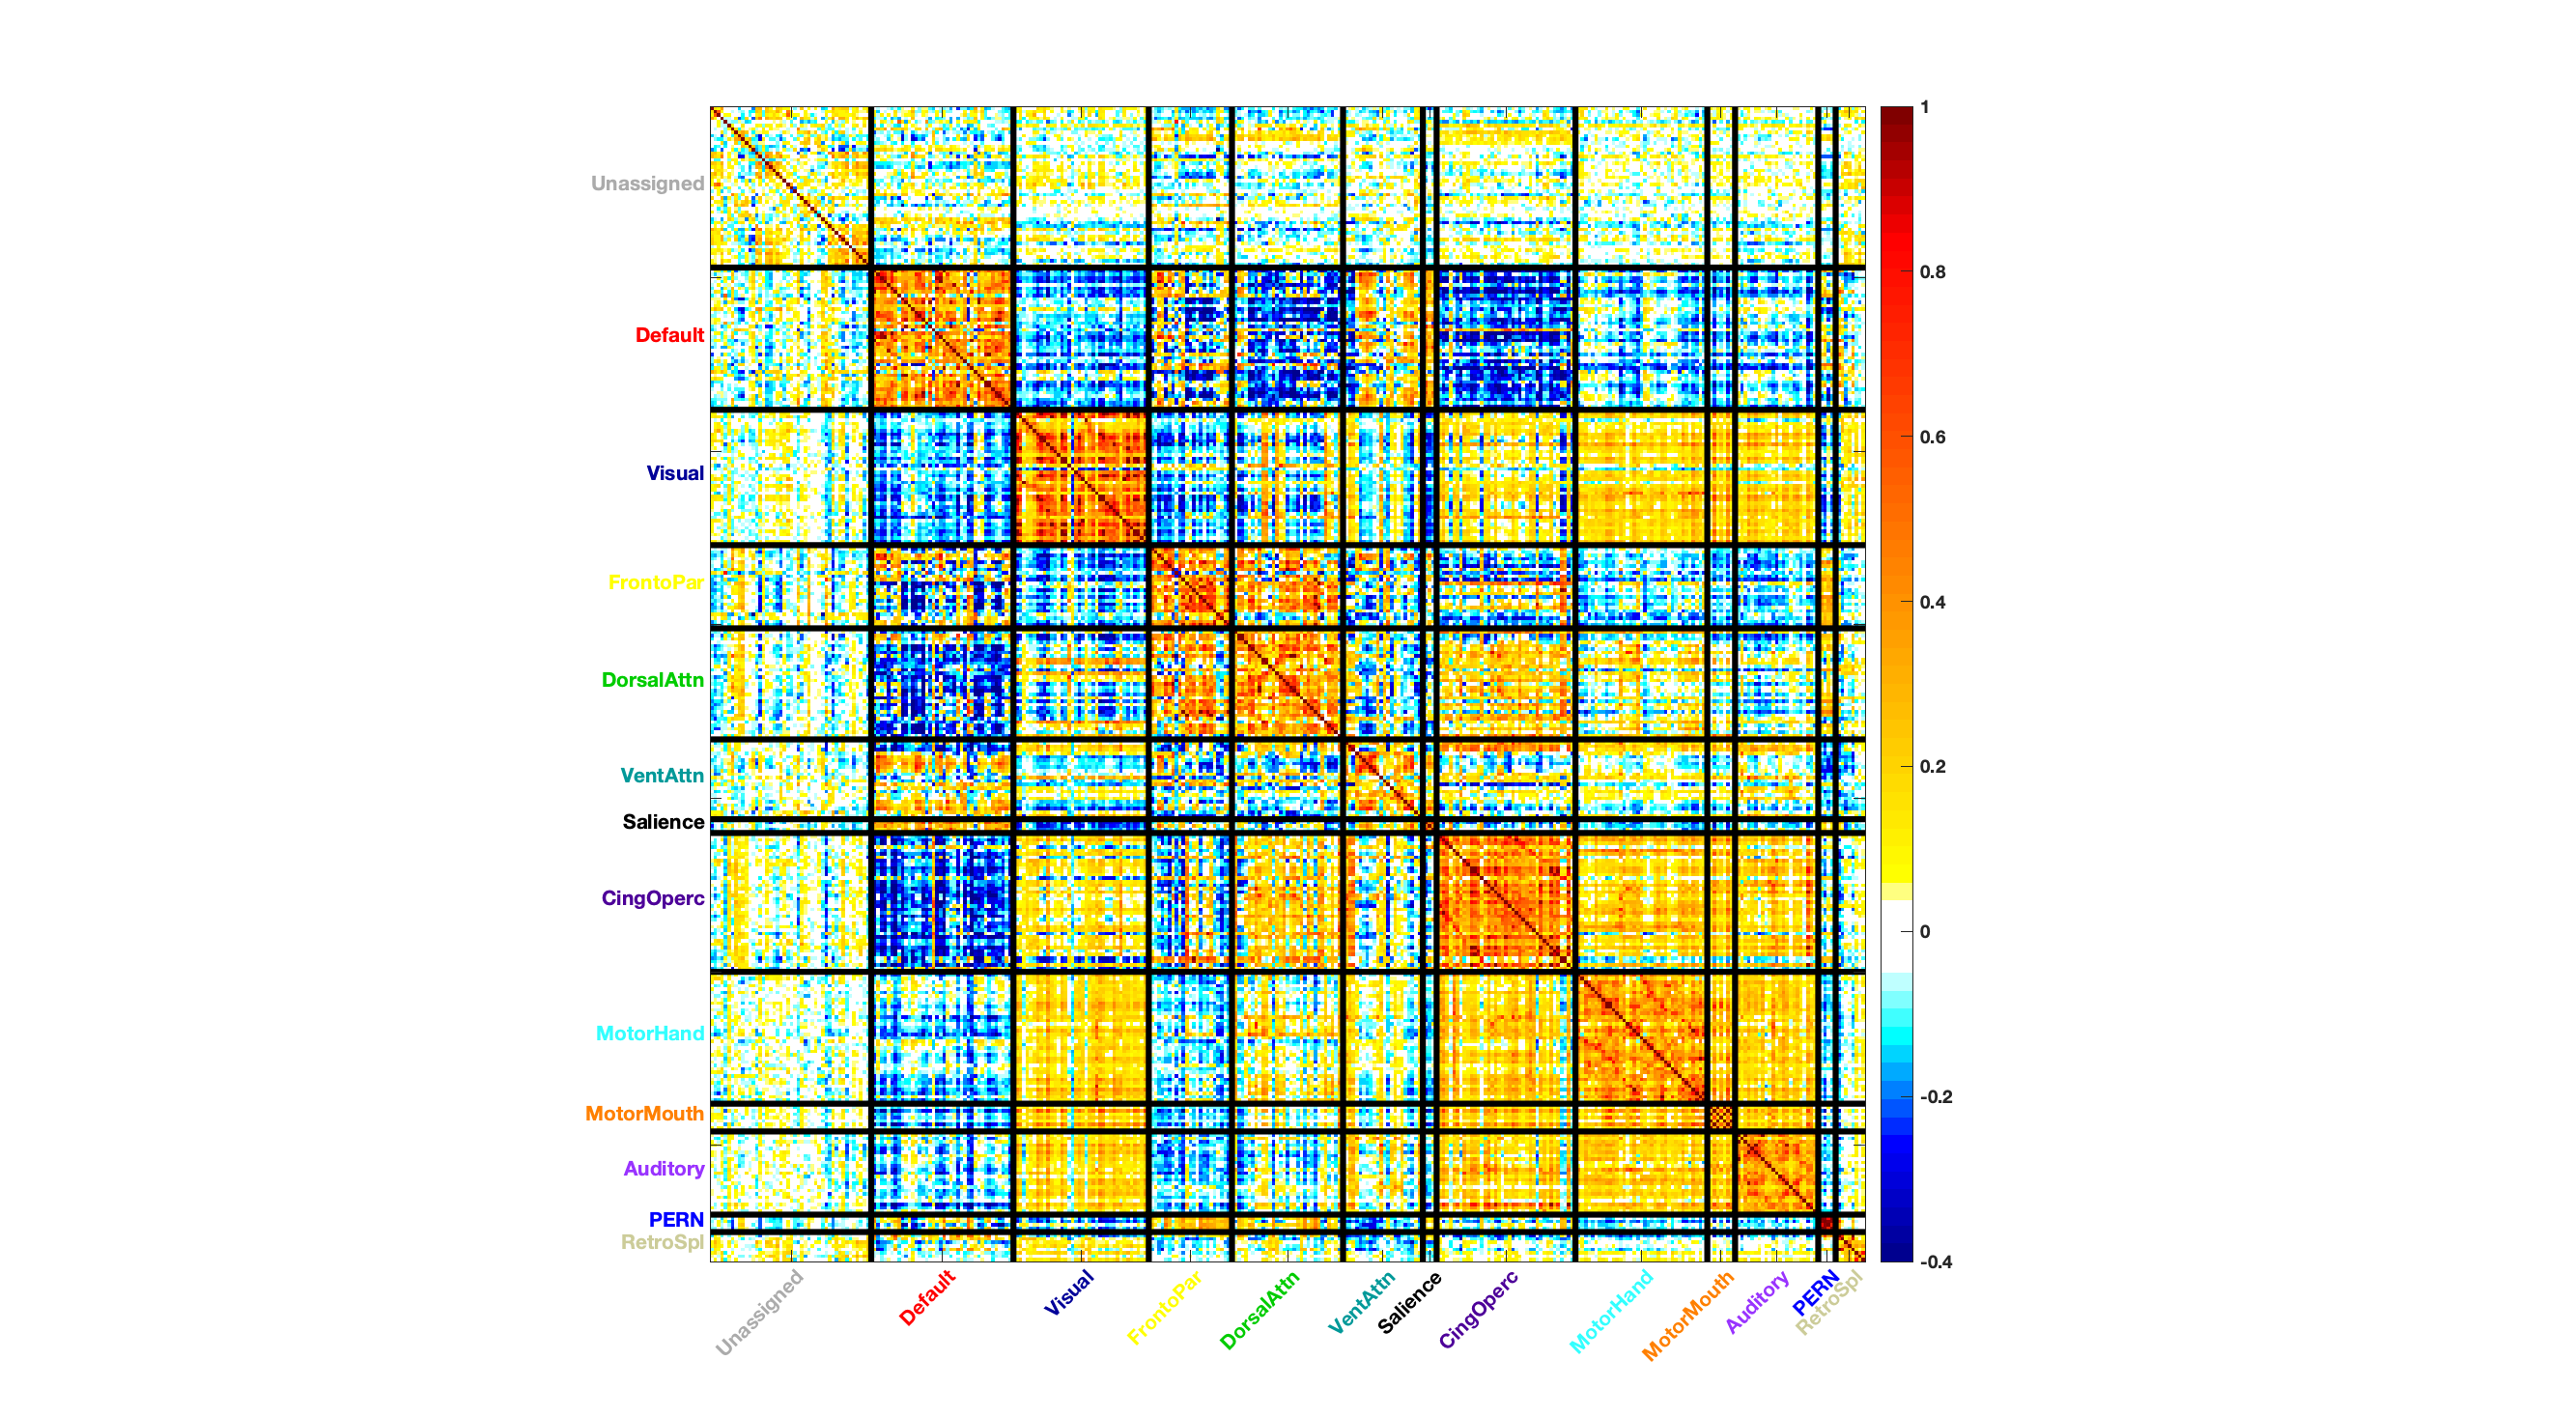 Unassigned
Default
Visual
FrontoPar
DorsalAttn
VentAttn
Salience
CingOperc
MotorHand
MotorMouth
Auditory
PERN
RetroSpl
Unassigned
Default
Visual
FrontoPar
DorsalAttn
VentAttn
Salience
CingOperc
MotorHand
MotorMouth
Auditory
PERN
RetroSpl
1
0.8
0.6
0.4
0.2
0
-0.2
-0.4